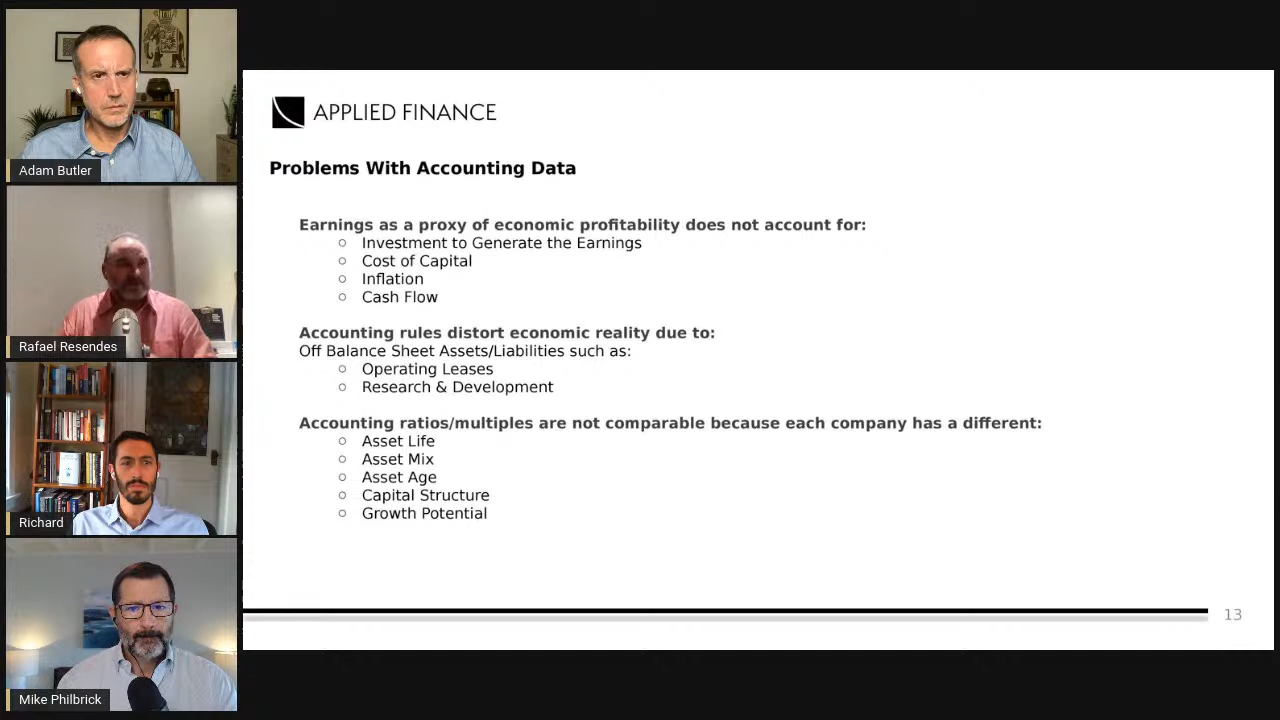 Adam Butler
Rafael Resendes
Richard
Mike Philbrick
APPLIED FINANCE
Problems With Accounting Data
Earnings as a proxy of economic profitability does not account for:
○ Investment to Generate the Earnings
○ Cost of Capital
○ Inflation
○ Cash Flow
Accounting rules distort economic reality due to:
Off Balance Sheet Assets/Liabilities such as:
○ Operating Leases
○ Research & Development
Accounting ratios/multiples are not comparable because each company has a different:
○ Asset Life
○ Asset Mix
○ Asset Age
○ Capital Structure
○ Growth Potential
13